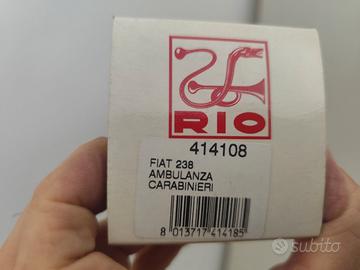 RIO
414108
FIAT 238
AMBULANZA
CARABINIERI
8 013717 414185
subito